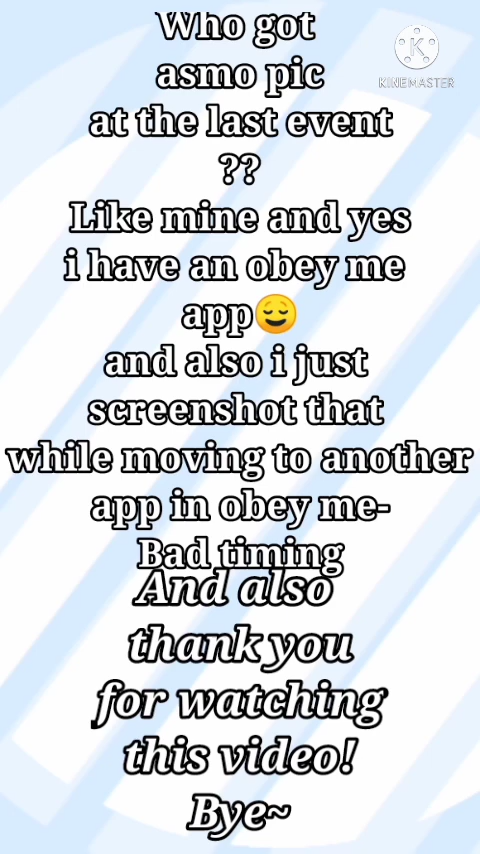 Who got
asmo pic
at the last event
??
Like mine and yes
i have an obey me
app😌
and also i just
screenshot that
while moving to another
app in obey me-
Bad timing
And also
thank you
for watching
this video!
Bye~
K
KINEMASTER